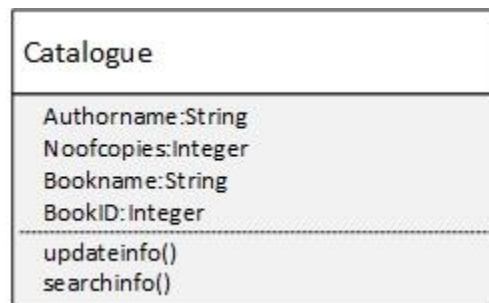 Catalogue
Authorname:String
Noofcopies:Integer
Bookname:String
BookID:Integer
updateinfo()
searchinfo()